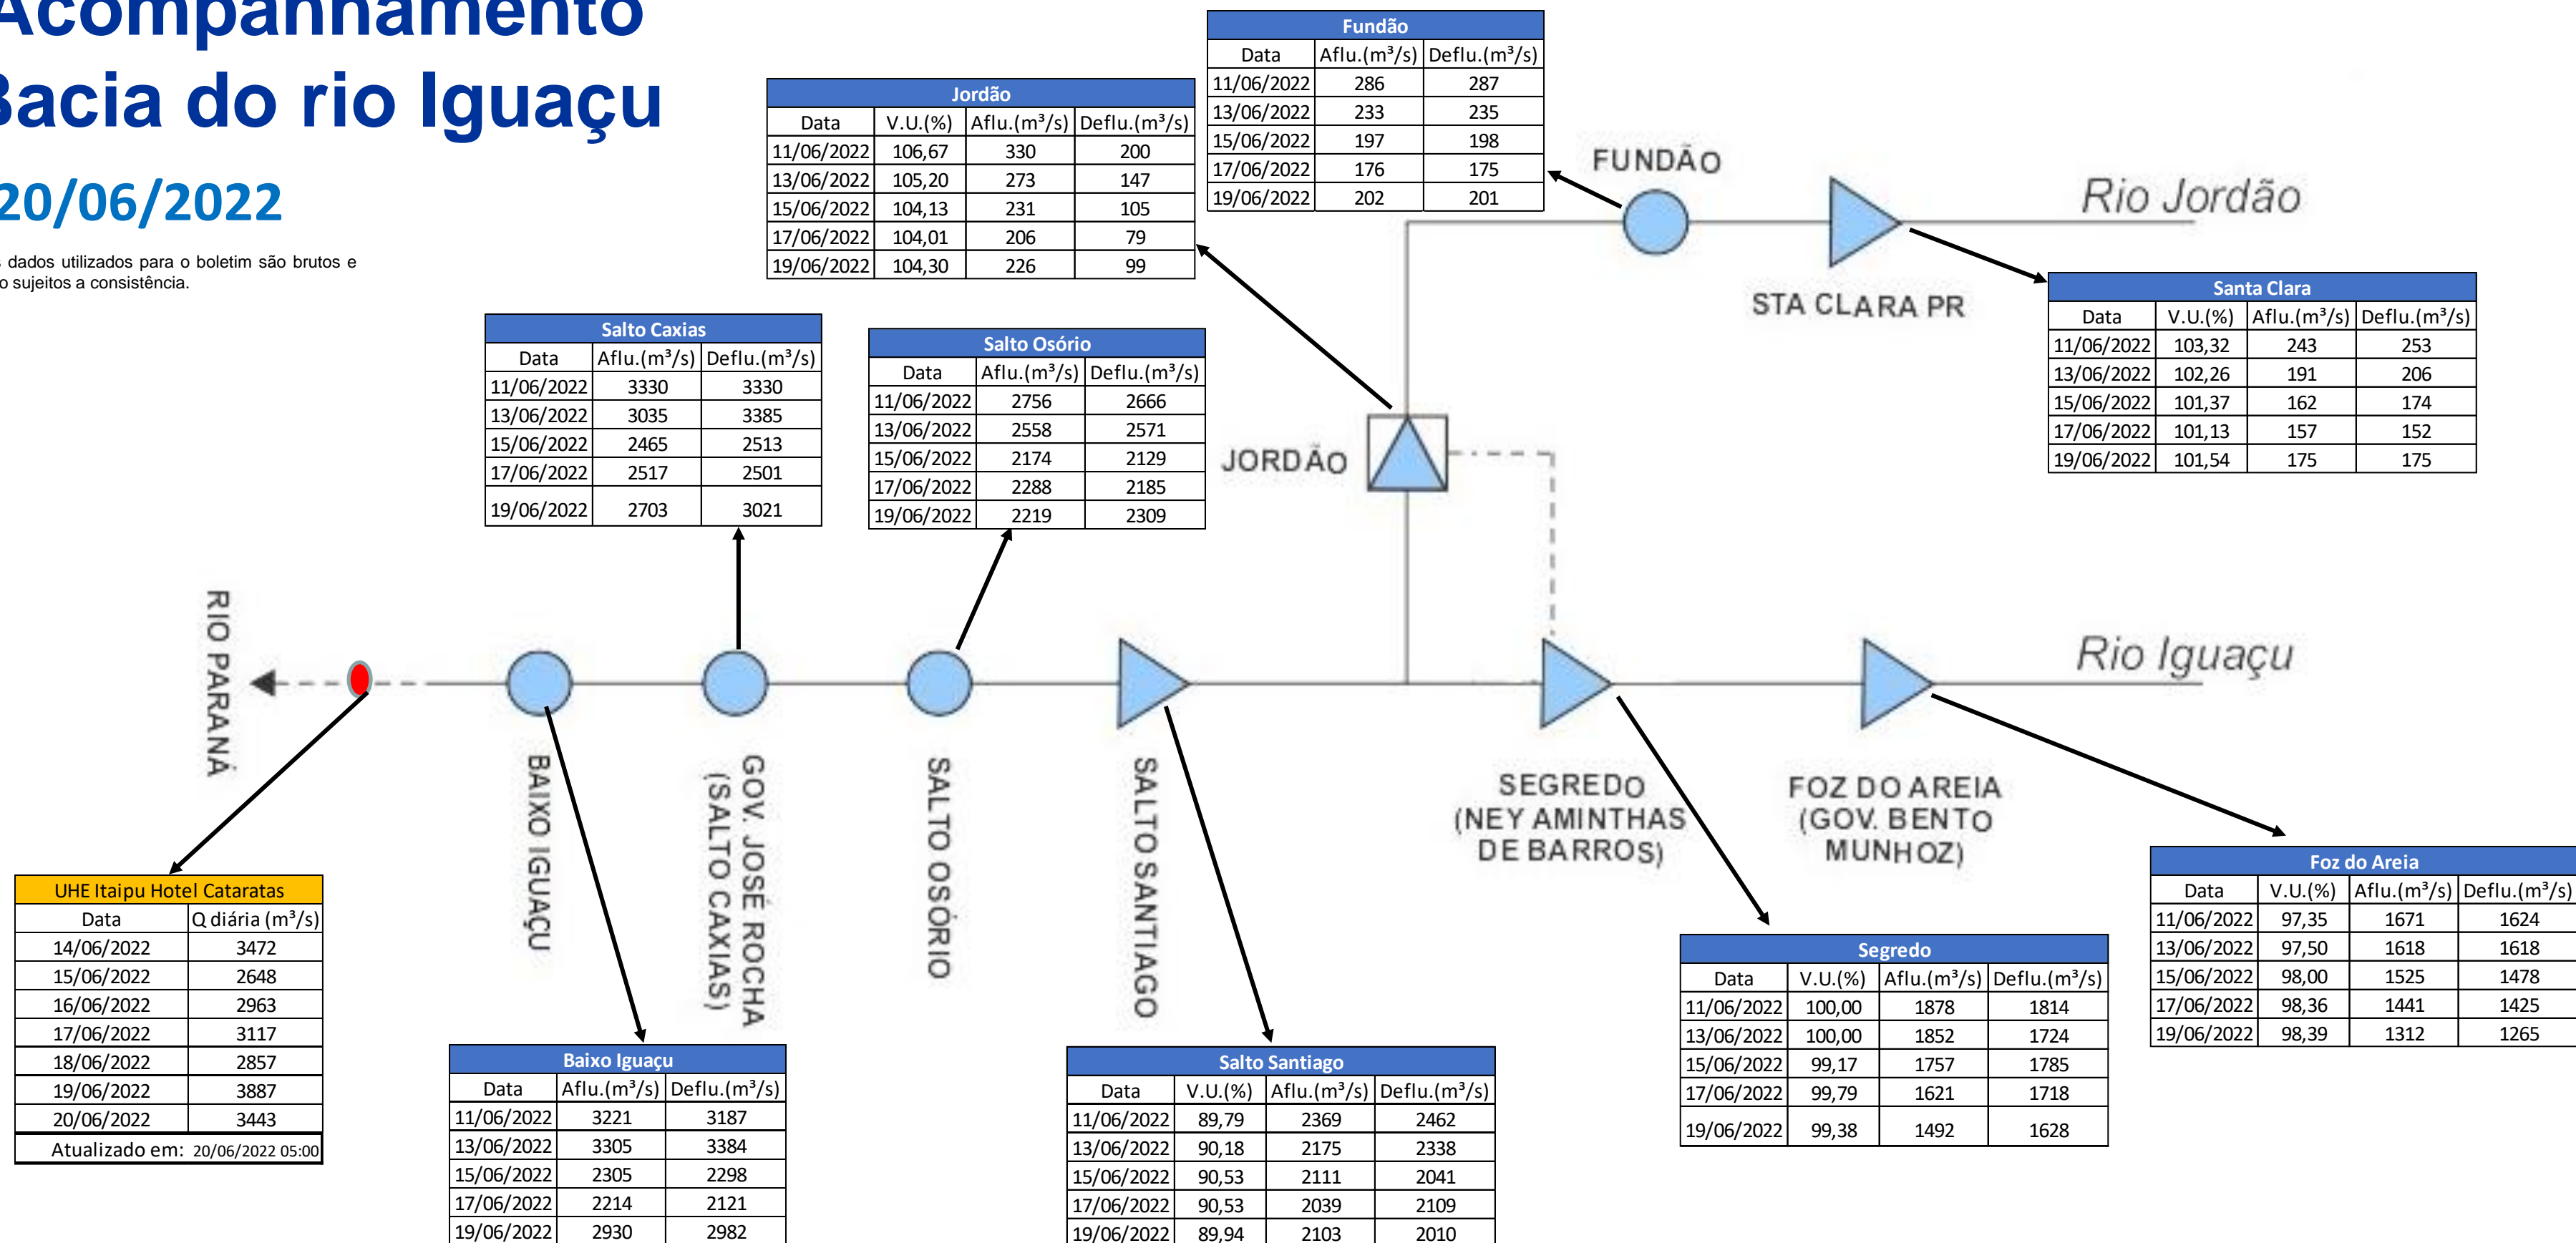 Acompanhamento
Bacia do rio Iguaçu
20/06/2022
s dados utilizados para o boletim são brutos e
o sujeitos a consistência.
Fundão
Data Aflu.(m³/s) Deflu.(m³/s)
11/06/2022 286 287
13/06/2022 233 235
15/06/2022 197 198
17/06/2022 176 175
19/06/2022 202 201
Jordão
Data V.U.(%) Aflu.(m³/s) Deflu.(m³/s)
11/06/2022 106,67 330 200
13/06/2022 105,20 273 147
15/06/2022 104,13 231 105
17/06/2022 104,01 206 79
19/06/2022 104,30 226 99
FUNDÃO
Rio Jordão
STA CLARA PR
Santa Clara
Data V.U.(%) Aflu.(m³/s) Deflu.(m³/s)
11/06/2022 103,32 243 253
13/06/2022 102,26 191 206
15/06/2022 101,37 162 174
17/06/2022 101,13 157 152
19/06/2022 101,54 175 175
Salto Caxias
Data Aflu.(m³/s) Deflu.(m³/s)
11/06/2022 3330 3330
13/06/2022 3035 3385
15/06/2022 2465 2513
17/06/2022 2517 2501
19/06/2022 2703 3021
Salto Osório
Data Aflu.(m³/s) Deflu.(m³/s)
11/06/2022 2756 2666
13/06/2022 2558 2571
15/06/2022 2174 2129
17/06/2022 2288 2185
19/06/2022 2219 2309
JORDÃO
RIO PARANÁ
Rio Iguaçu
BAIXO IGUAÇU
GOV. JOSÉ ROCHA
(SALTO CAXIAS)
SALTO OSÓRIO
SALTO SANTIAGO
SEGREDO
(NEY AMINTHAS
DE BARROS)
FOZ DO AREIA
(GOV. BENTO
MUNHOZ)
UHE Itaipu Hotel Cataratas
Data Q diária (m³/s)
14/06/2022 3472
15/06/2022 2648
16/06/2022 2963
17/06/2022 3117
18/06/2022 2857
19/06/2022 3887
20/06/2022 3443
Atualizado em: 20/06/2022 05:00
Baixo Iguaçu
Data Aflu.(m³/s) Deflu.(m³/s)
11/06/2022 3221 3187
13/06/2022 3305 3384
15/06/2022 2305 2298
17/06/2022 2214 2121
19/06/2022 2930 2982
Salto Santiago
Data V.U.(%) Aflu.(m³/s) Deflu.(m³/s)
11/06/2022 89,79 2369 2462
13/06/2022 90,18 2175 2338
15/06/2022 90,53 2111 2041
17/06/2022 90,53 2039 2109
19/06/2022 89,94 2103 2010
Segredo
Data V.U.(%) Aflu.(m³/s) Deflu.(m³/s)
11/06/2022 100,00 1878 1814
13/06/2022 100,00 1852 1724
15/06/2022 99,17 1757 1785
17/06/2022 99,79 1621 1718
19/06/2022 99,38 1492 1628
Foz do Areia
Data V.U.(%) Aflu.(m³/s) Deflu.(m³/s)
11/06/2022 97,35 1671 1624
13/06/2022 97,50 1618 1618
15/06/2022 98,00 1525 1478
17/06/2022 98,36 1441 1425
19/06/2022 98,39 1312 1265